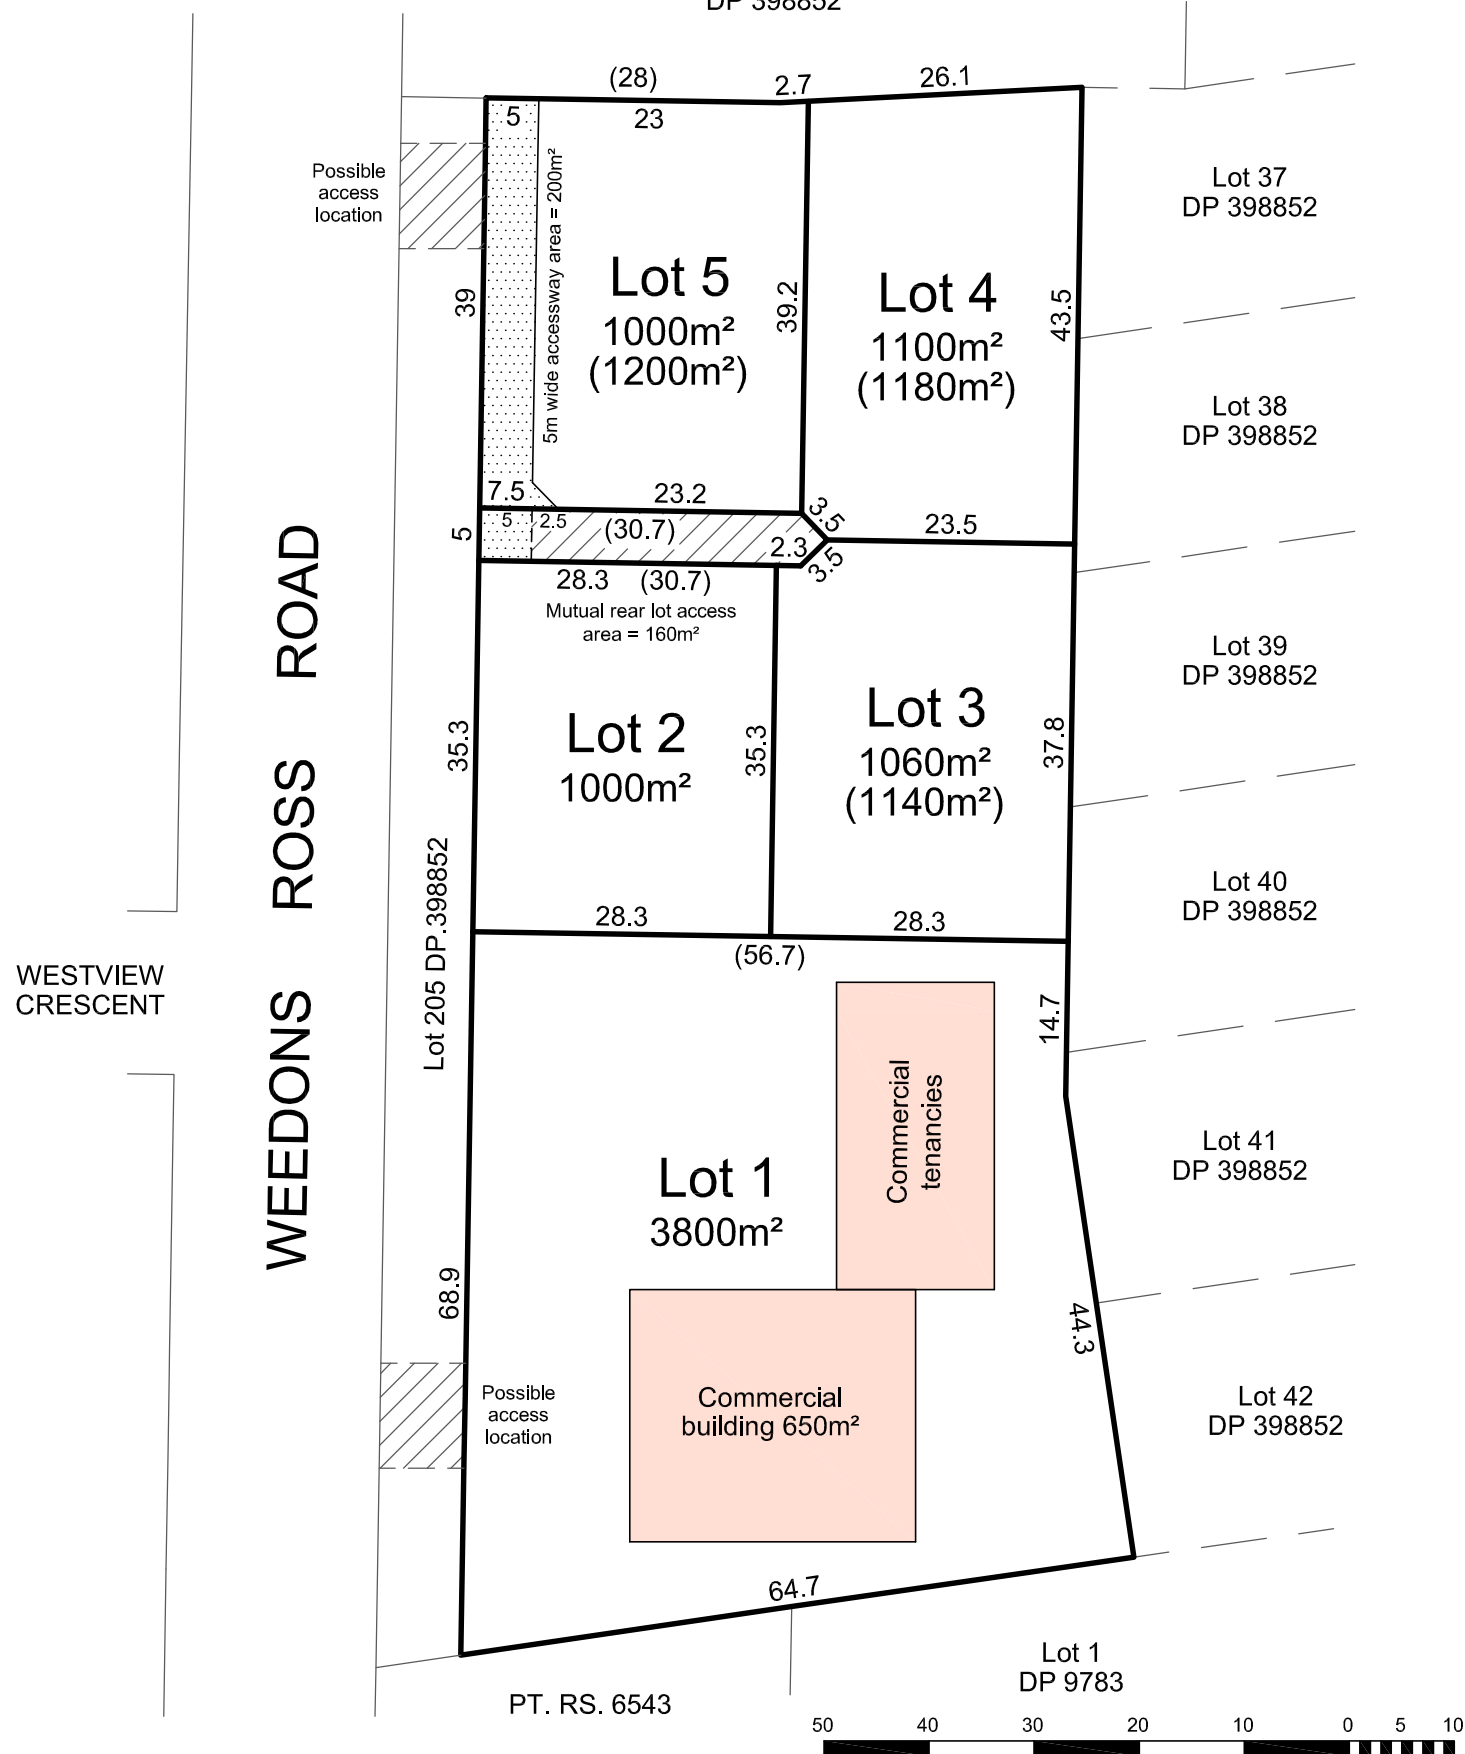 DP 398852
(28)
2.7
26.1
5
23
Possible
access
location
5m wide accessway area = 200m²
Lot 37
DP 398852
Lot 5
1000m²
(1200m²)
39
39.2
Lot 4
1100m²
(1180m²)
43.5
Lot 38
DP 398852
7.5
23.2
3.5
23.5
5
5
2.5
(30.7)
2.3
3.5
28.3
(30.7)
Mutual rear lot access
area = 160m²
Lot 39
DP 398852
WEEDONS ROSS ROAD
35.3
Lot 2
1000m²
35.3
Lot 3
1060m²
(1140m²)
37.8
Lot 40
DP 398852
28.3
28.3
(56.7)
Lot 205 DP.398852
WESTVIEW
CRESCENT
14.7
Commercial
tenancies
Lot 41
DP 398852
Lot 1
3800m²
68.9
44.3
Possible
access
location
Commercial
building 650m²
Lot 42
DP 398852
64.7
Lot 1
DP 9783
PT. RS. 6543
50 40 30 20 10 0 5 10